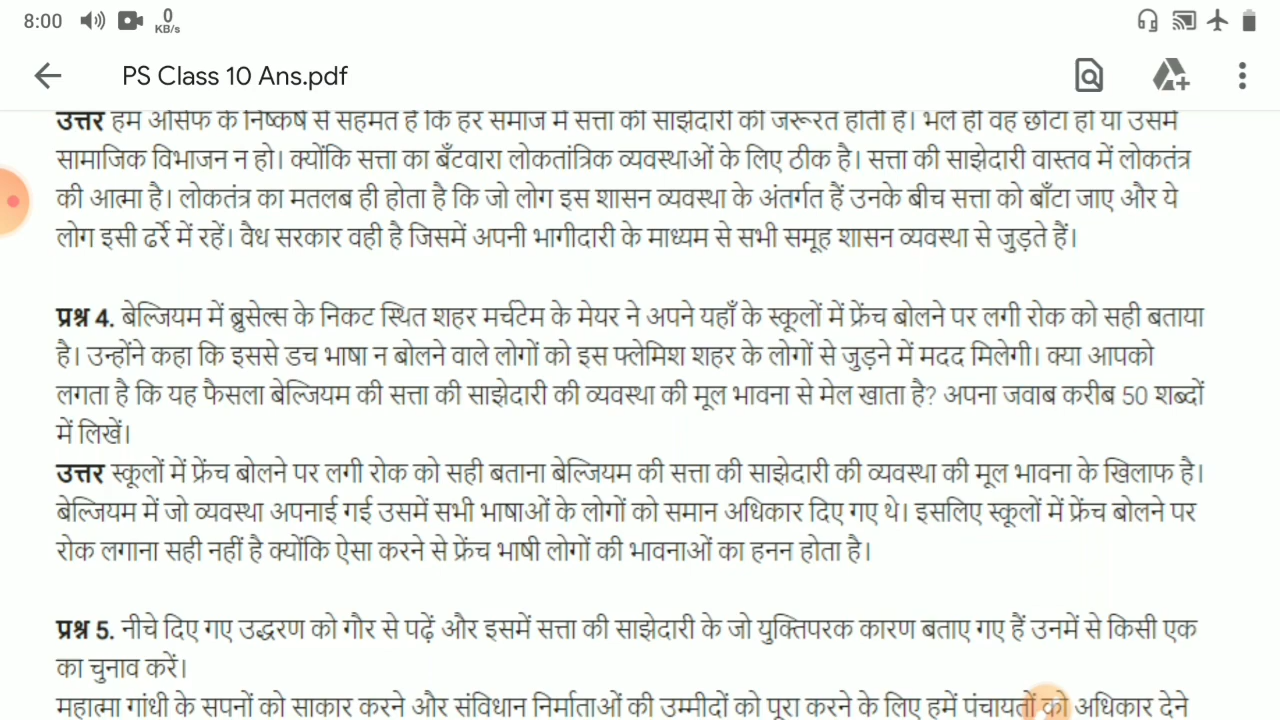 8:00 0 KB/s
PS Class 10 Ans.pdf
उत्तर हम औसेफ के निष्कर्ष से सहमत हैं कि हर समाज में सत्ता की साझेदारी की जरूरत होती है। भले ही वह छोटा हो या उसमें
सामाजिक विभाजन न हो। क्योंकि सत्ता का बँटवारा लोकतांत्रिक व्यवस्थाओं के लिए ठीक है। सत्ता की साझेदारी वास्तव में लोकतंत्र
की आत्मा है। लोकतंत्र का मतलब ही होता है कि जो लोग इस शासन व्यवस्था के अंतर्गत हैं उनके बीच सत्ता को बाँटा जाए और ये
लोग इसी ढर्रे में रहें। वैध सरकार वही है जिसमें अपनी भागीदारी के माध्यम से सभी समूह शासन व्यवस्था से जुड़ते हैं।
प्रश्न 4. बेल्जियम में ब्रुसेल्स के निकट स्थित शहर मर्चटेम के मेयर ने अपने यहाँ के स्कूलों में फ्रेंच बोलने पर लगी रोक को सही बताया
है। उन्होंने कहा कि इससे डच भाषा न बोलने वाले लोगों को इस फ्लेमिश शहर के लोगों से जुड़ने में मदद मिलेगी। क्या आपको
लगता है कि यह फैसला बेल्जियम की सत्ता की साझेदारी की व्यवस्था की मूल भावना से मेल खाता है? अपना जवाब करीब 50 शब्दों
में लिखें।
उत्तर स्कूलों में फ्रेंच बोलने पर लगी रोक को सही बताना बेल्जियम की सत्ता की साझेदारी की व्यवस्था की मूल भावना के खिलाफ है।
बेल्जियम में जो व्यवस्था अपनाई गई उसमें सभी भाषाओं के लोगों को समान अधिकार दिए गए थे। इसलिए स्कूलों में फ्रेंच बोलने पर
रोक लगाना सही नहीं है क्योंकि ऐसा करने से फ्रेंच भाषी लोगों की भावनाओं का हनन होता है।
प्रश्न 5. नीचे दिए गए उद्धरण को गौर से पढ़ें और इसमें सत्ता की साझेदारी के जो युक्तिपरक कारण बताए गए हैं उनमें से किसी एक
का चुनाव करें।
महात्मा गांधी के सपनों को साकार करने और संविधान निर्माताओं की उम्मीदों को पूरा करने के लिए हमें पंचायतों को अधिकार देने